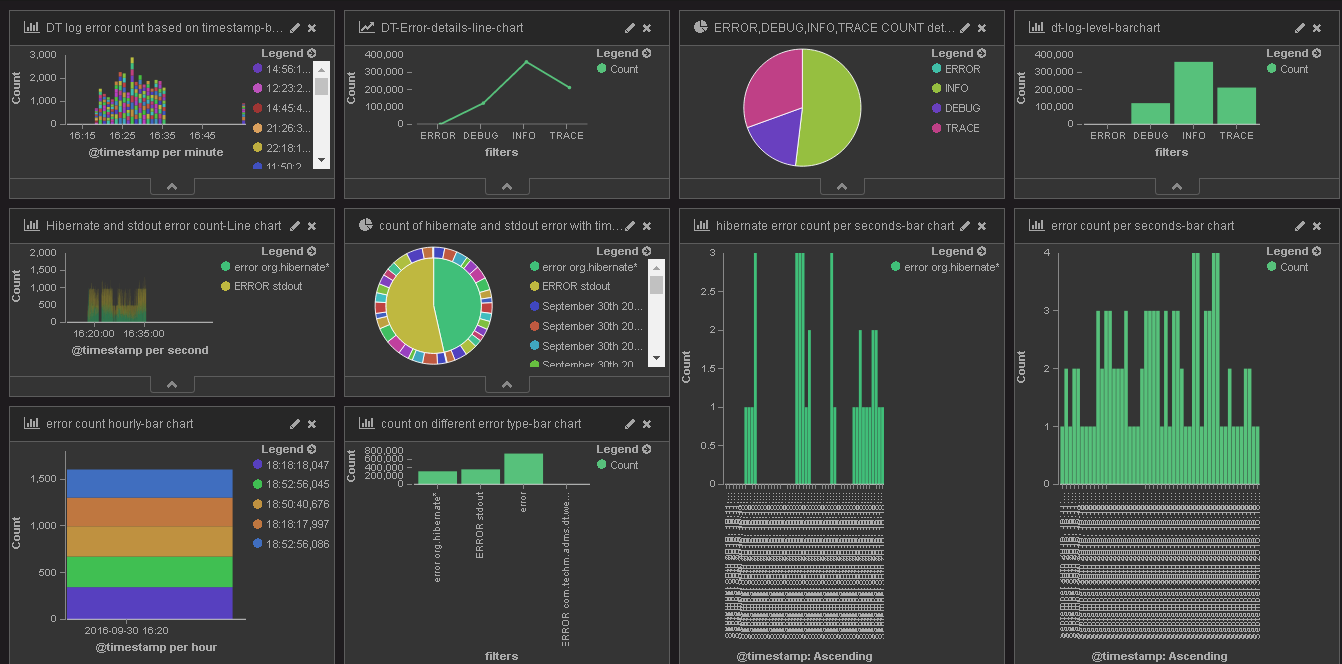 DT log error count based on timestamp-b...
Legend
3,000
2,000
1,000
0
Count
16:15
16:25
16:35
16:45
@timestamp per minute
14:56:1...
12:23:2...
14:45:4...
21:26:3...
22:18:1...
11:50:2...
DT-Error-details-line-chart
Legend
Count
400,000
300,000
200,000
100,000
0
Count
ERROR
DEBUG
INFO
TRACE
filters
ERROR,DEBUG,INFO,TRACE COUNT det...
Legend
ERROR
INFO
DEBUG
TRACE
dt-log-level-barchart
Legend
Count
400,000
300,000
200,000
100,000
0
Count
ERROR
DEBUG
INFO
TRACE
filters
Hibernate and stdout error count-Line chart
Legend
error org.hibernate*
ERROR stdout
2,000
1,500
1,000
500
0
Count
16:20:00
16:35:00
@timestamp per second
count of hibernate and stdout error with tim...
Legend
error org.hibernate*
ERROR stdout
September 30th 20...
September 30th 20...
September 30th 20...
September 30th 20
hibernate error count per seconds-bar chart
Legend
error org.hibernate*
3
2.5
2
1.5
1
0.5
0
Count
@timestamp: Ascending
error count per seconds-bar chart
Legend
Count
4
3
2
1
0
Count
@timestamp: Ascending
error count hourly-bar chart
Legend
18:18:18,047
18:52:56,045
18:50:40,676
18:18:17,997
18:52:56,086
1,500
1,000
500
0
Count
2016-09-30 16:20
@timestamp per hour
count on different error type-bar chart
Legend
Count
800,000
600,000
400,000
200,000
0
Count
error org.hibernate*
ERROR stdout
error
ERROR com.techm.adms.dt.we...
filters